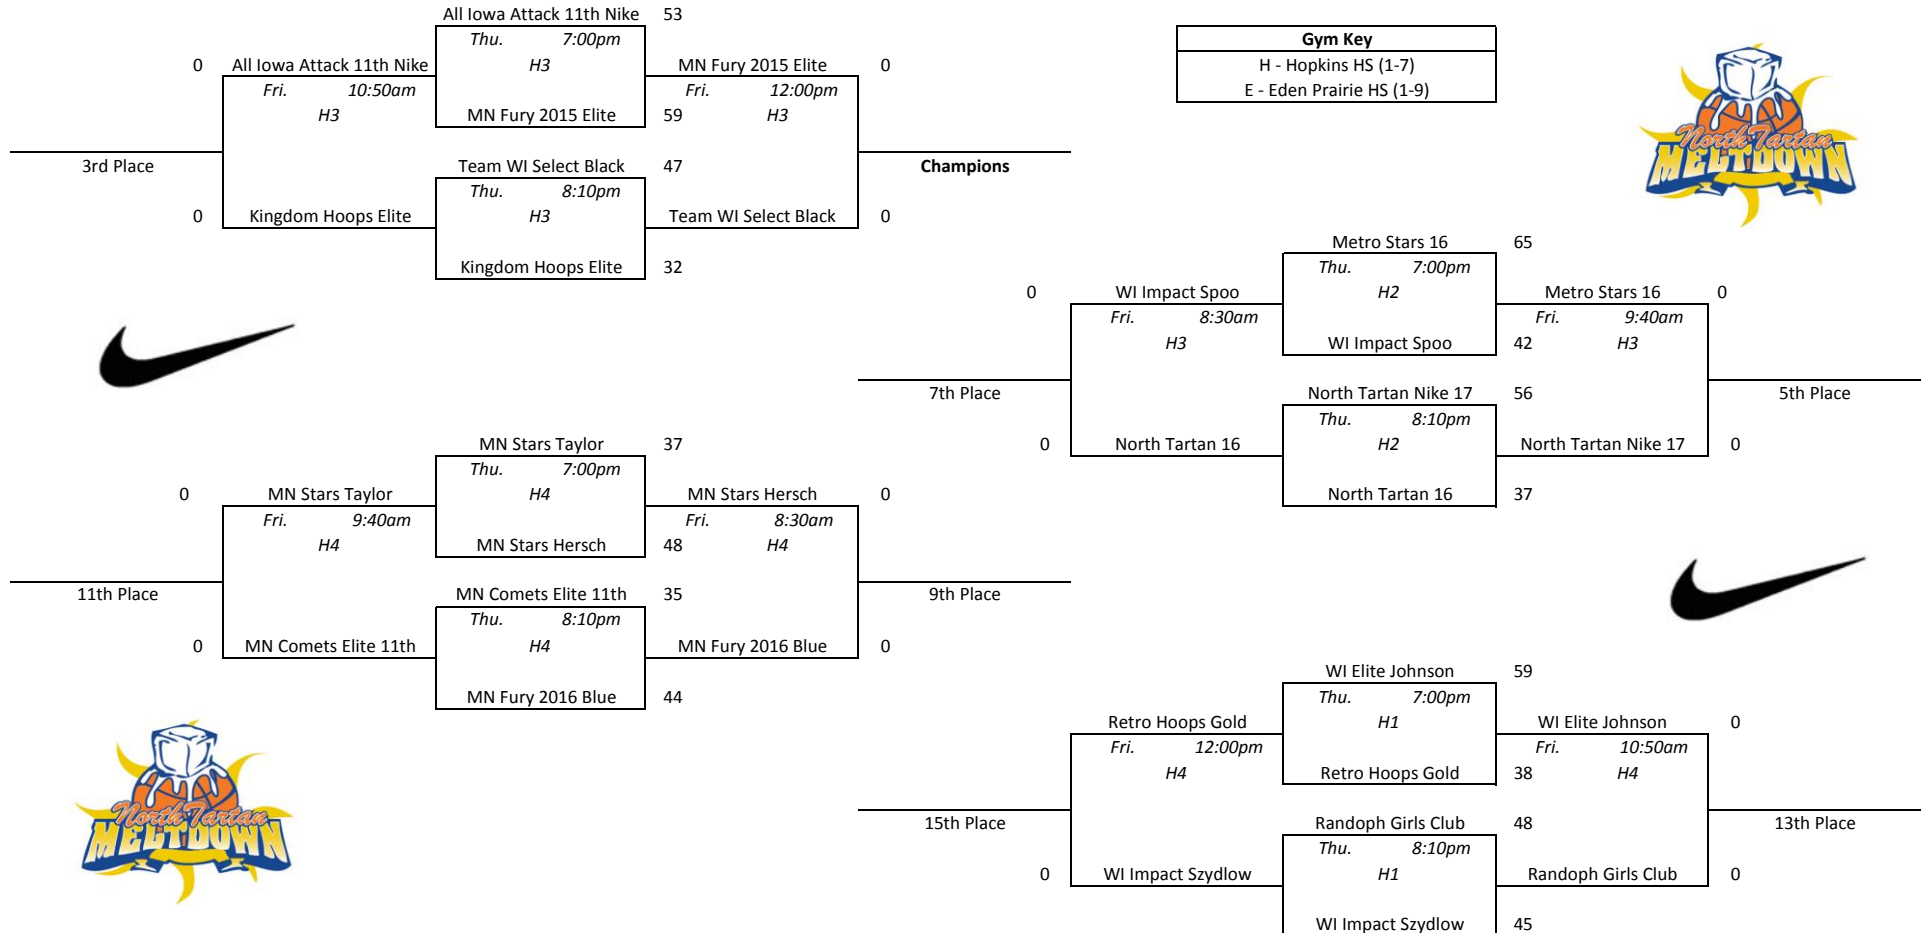 All Iowa Attack 11th Nike 53
Thu. 7:00pm
Gym Key
0 All Iowa Attack 11th Nike H3 MN Fury 2015 Elite 0
H - Hopkins HS (1-7)
Fri. 10:50am Fri. 12:00pm
E - Eden Prairie HS (1-9)
H3 MN Fury 2015 Elite 59 H3
North Tartan
MELTDOWN
3rd Place Team WI Select Black 47 Champions
Thu. 8:10pm
0 Kingdom Hoops Elite H3 Team WI Select Black 0
Metro Stars 16 65
Kingdom Hoops Elite 32
Thu. 7:00pm
0 WI Impact Spoo H2 Metro Stars 16 0
Fri. 8:30am Fri. 9:40am
H3 WI Impact Spoo 42 H3
7th Place North Tartan Nike 17 56 5th Place
Thu. 8:10pm
MN Stars Taylor 37
0 North Tartan 16 H2 North Tartan Nike 17 0
Thu. 7:00pm
0 MN Stars Taylor H4 MN Stars Hersch 0
North Tartan 16 37
Fri. 9:40am Fri. 8:30am
H4 MN Stars Hersch 48 H4
11th Place MN Comets Elite 11th 35 9th Place
Thu. 8:10pm
0 MN Comets Elite 11th H4 MN Fury 2016 Blue 0
WI Elite Johnson 59
MN Fury 2016 Blue 44
Thu. 7:00pm
0 Retro Hoops Gold H1 WI Elite Johnson 0
Fri. 12:00pm Fri. 10:50am
H4 Retro Hoops Gold 38 H4
North Tartan
MELTDOWN
15th Place Randoph Girls Club 48 13th Place
Thu. 8:10pm
0 WI Impact Szydlow H1 Randoph Girls Club 0
WI Impact Szydlow 45